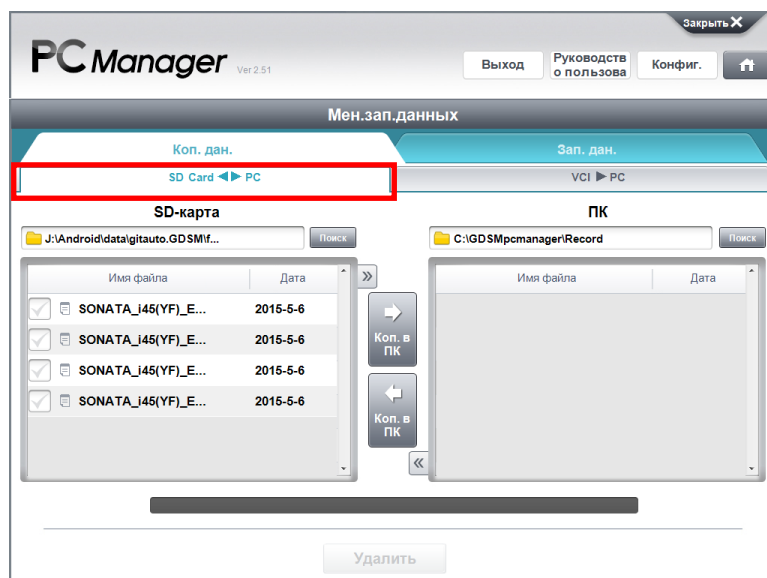 Закрыть X
PC Manager Ver 2.51
Выход
Руководств
о пользова
Конфиг.
Мен.зап.данных
Коп. дан.
Зап. дан.
SD Card ◀▶ PC
VCI ▶ PC
SD-карта
ПК
J:\Android\data\gitauto.GDSM\f...
Поиск
C:\GDSMpcmanager\Record
Поиск
Имя файла
Дата
Имя файла
Дата
SONATA_i45(YF)_E...
2015-5-6
SONATA_i45(YF)_E...
2015-5-6
SONATA_i45(YF)_E...
2015-5-6
SONATA_i45(YF)_E...
2015-5-6
Коп. в
ПК
Коп. в
ПК
Удалить